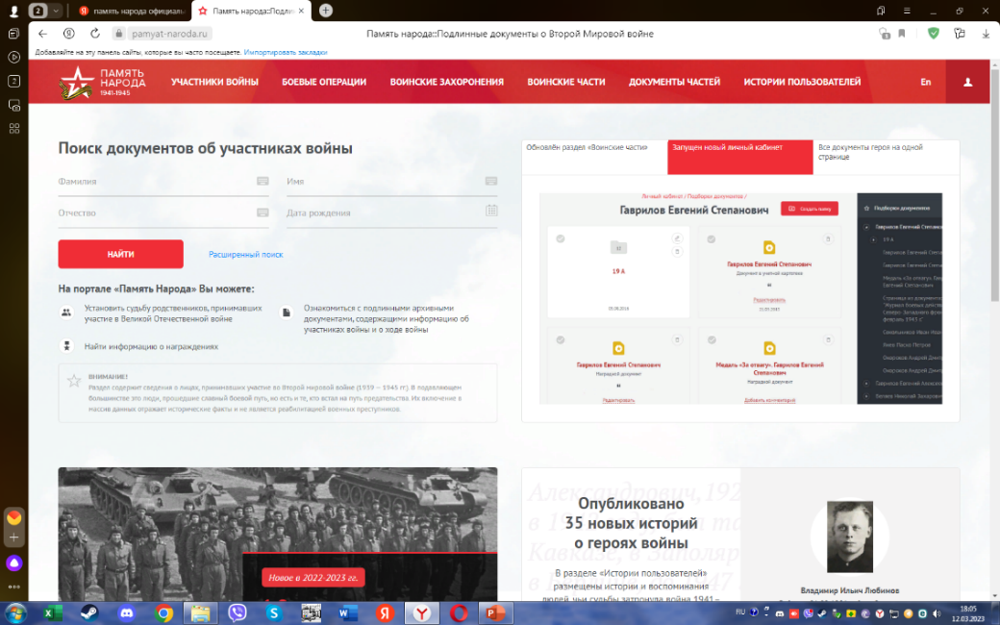 2
память народа официаль
Память народа::Подлин
pamyat-naroda.ru
Память народа::Подлинные документы о Второй Мировой войне
Добавляйте на эту панель сайты, которые вы часто посещаете. Импортировать закладки
ПАМЯТЬ
НАРОДА
1941-1945
УЧАСТНИКИ ВОЙНЫ БОЕВЫЕ ОПЕРАЦИИ ВОИНСКИЕ ЗАХОРОНЕНИЯ ВОИНСКИЕ ЧАСТИ ДОКУМЕНТЫ ЧАСТЕЙ ИСТОРИИ ПОЛЬЗОВАТЕЛЕЙ En
Поиск документов об участниках войны
Фамилия Имя
Отчество Дата рождения
НАЙТИ Расширенный поиск
На портале «Память Народа» Вы можете:
Установить судьбу родственников, принимавших
участие в Великой Отечественной войне
Ознакомиться с подлинными архивными
документами, содержащими информацию об
участниках войны и о ходе войны
Найти информацию о награждениях
ВНИМАНИЕ!
Раздел содержит сведения о лицах, принимавших участие во Второй мировой войне (1939 – 1945 гг). В подавляющем
большинстве это люди, прошедшие славный боевой путь, но есть и те, кто встал на путь предательства. Их включение в
массив данных отражает исторические факты и не является реабилитацией военных преступников.
Обновлён раздел «Воинские части»
Запущен новый личный кабинет
Все документы героя на одной
странице
Личный кабинет / Подборки документов /
Гаврилов Евгений Степанович
Создать папку
19 А
Гаврилов Евгений Степанович
Документ в учетной картотеке
Редактировать
Гаврилов Евгений Степанович
Наградной документ
Редактировать
Медаль «За отвагу». Гаврилов Евгений
Степанович
Наградной документ
Добавить комментарий
Подборки документов
19 А
Новое в 2022-2023 гг.
Опубликовано
35 новых историй
о героях войны
В разделе «Истории пользователей»
размещены истории и воспоминания
людей, чьи судьбы затронула война 1941–
Владимир Ильич Любинов
RU
18:05
12.03.2023